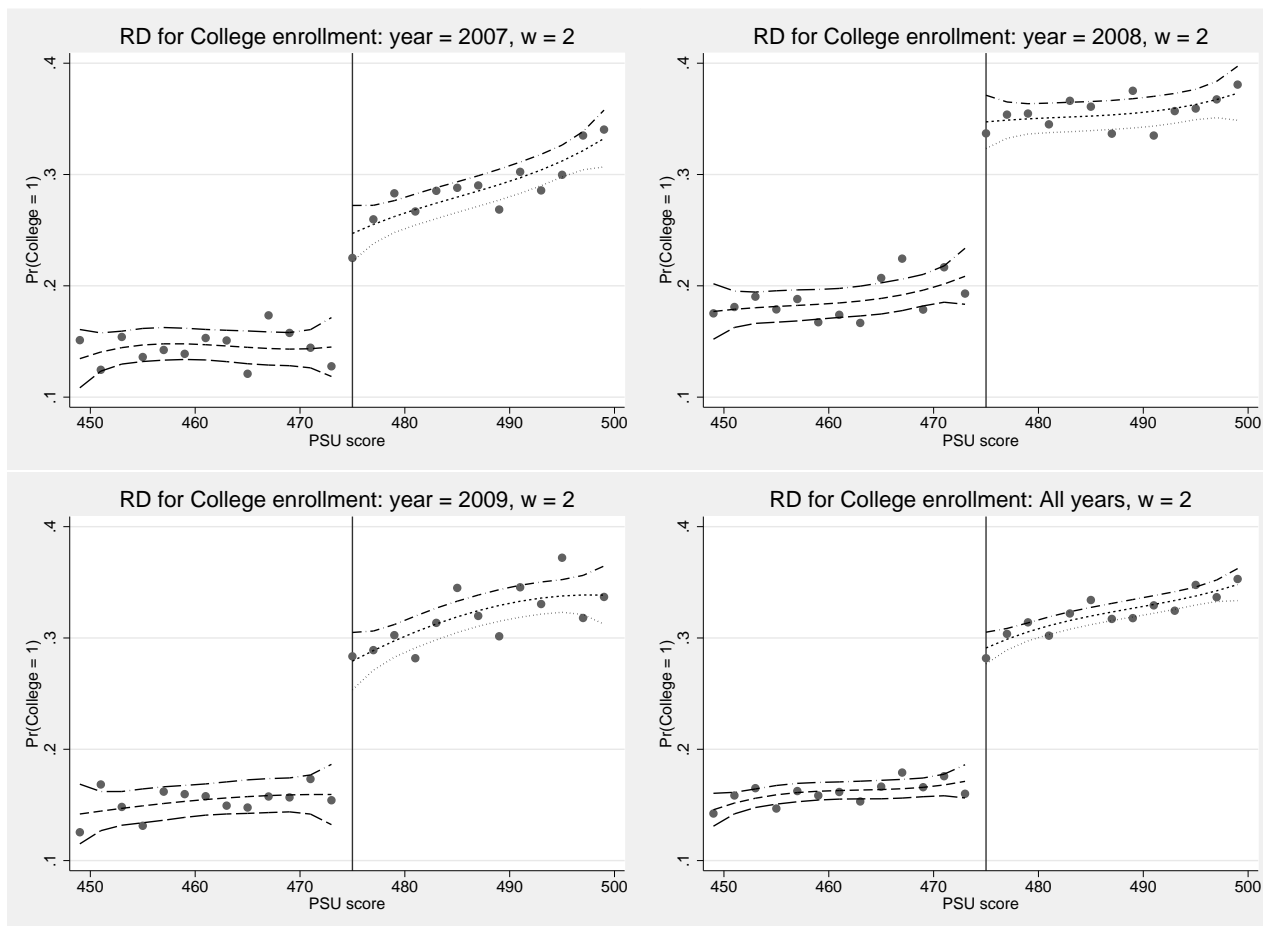 RD for College enrollment: year = 2007, w = 2
.4
.3
.2
.1
Pr(College = 1)
450 460 470 480 490 500
PSU score
RD for College enrollment: year = 2008, w = 2
.4
.3
.2
.1
Pr(College = 1)
450 460 470 480 490 500
PSU score
RD for College enrollment: year = 2009, w = 2
.4
.3
.2
.1
Pr(College = 1)
450 460 470 480 490 500
PSU score
RD for College enrollment: All years, w = 2
.4
.3
.2
.1
Pr(College = 1)
450 460 470 480 490 500
PSU score